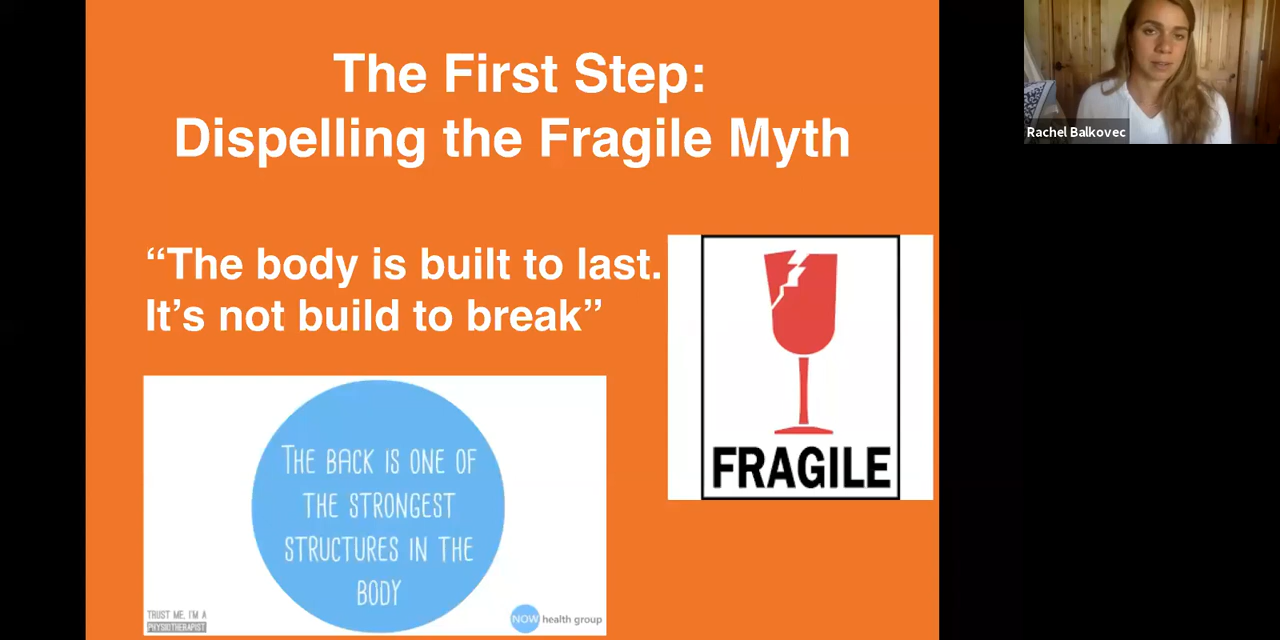 The First Step:
Dispelling the Fragile Myth
“The body is built to last.
It’s not build to break”
FRAGILE
THE BACK IS ONE OF
THE STRONGEST
STRUCTURES IN THE
BODY
TRUST ME, I'M A
PHYSIOTHERAPIST
NOW health group
Rachel Balkovec